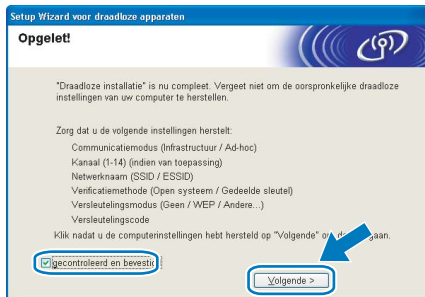 Setup Wizard voor draadloze apparaten
Opgelet!
"Draadloze installatie" is nu compleet. Vergeet niet om de oorspronkelijke draadloze
instellingen van uw computer te herstellen.
Zorg dat u de volgende instellingen herstelt:
Communicatiemodus (Infrastructuur / Ad-hoc)
Kanaal (1-14) (indien van toepassing)
Netwerknaam (SSID / ESSID)
Verificatiemethode (Open systeem / Gedeelde sleutel)
Versleutelingsmodus (Geen / WEP / Andere...)
Versleutelingscode
Klik nadat u de computerinstellingen hebt hersteld op "Volgende"
gecontroleerd en
Volgende >